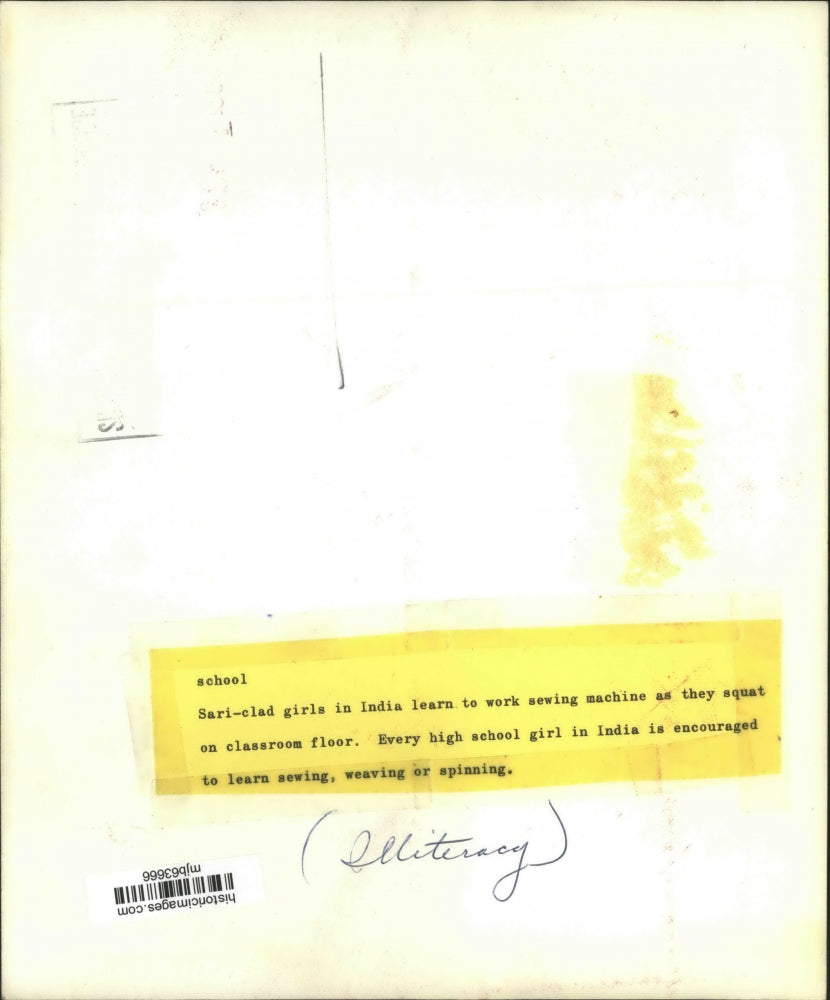 school
Sari-clad girls in India learn to work sewing machine as they squat
on classroom floor. Every high school girl in India is encouraged
to learn sewing, weaving or spinning.
(Illiteracy)
historicimages.com
mjb63666